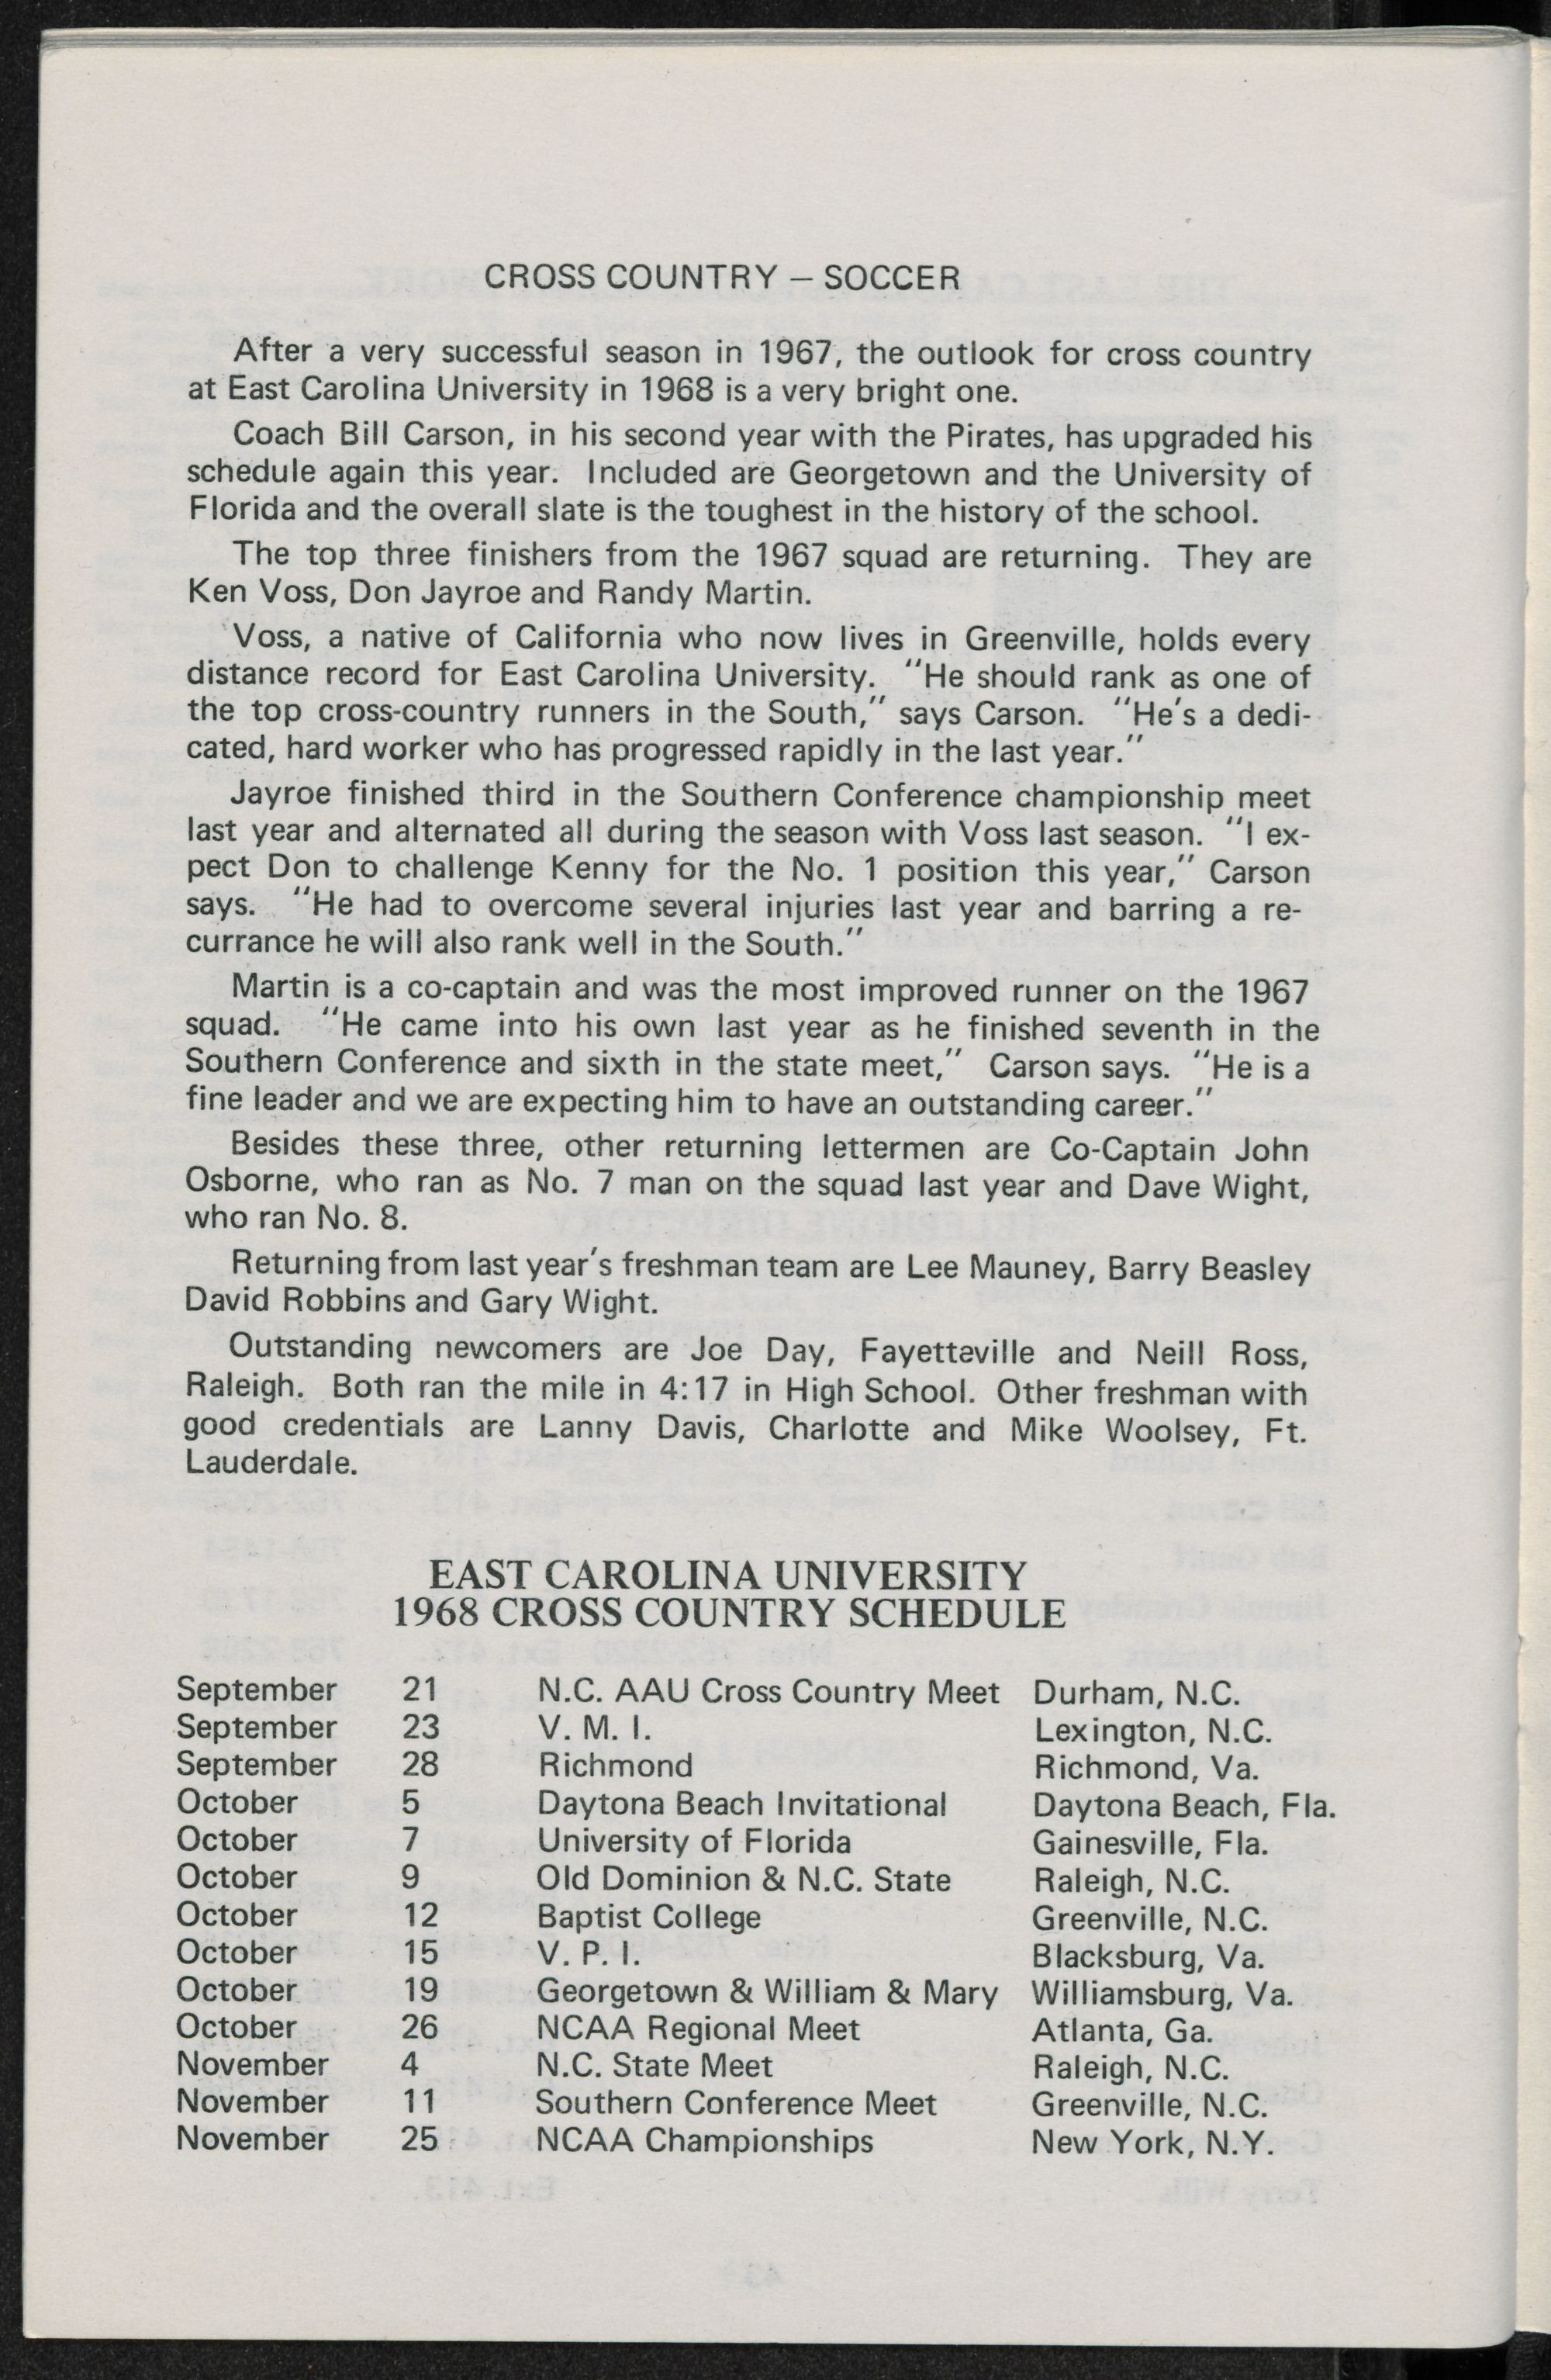 CROSS COUNTRY – SOCCER
After a very successful season in 1967, the outlook for cross country
at East Carolina University in 1968 is a very bright one.
Coach Bill Carson, in his second year with the Pirates, has upgraded his
schedule again this year. Included are Georgetown and the University of
Florida and the overall slate is the toughest in the history of the school.
The top three finishers from the 1967 squad are returning. They are
Ken Voss, Don Jayroe and Randy Martin.
Voss, a native of California who now lives in Greenville, holds every
distance record for East Carolina University. "He should rank as one of
the top cross-country runners in the South," says Carson. "He's a dedi-
cated, hard worker who has progressed rapidly in the last year."
Jayroe finished third in the Southern Conference championship meet
last year and alternated all during the season with Voss last season. "I ex-
pect Don to challenge Kenny for the No. 1 position this year," Carson
says. "He had to overcome several injuries last year and barring a re-
currance he will also rank well in the South."
Martin is a co-captain and was the most improved runner on the 1967
squad. "He came into his own last year as he finished seventh in the
Southern Conference and sixth in the state meet," Carson says. "He is a
fine leader and we are expecting him to have an outstanding career."
Besides these three, other returning lettermen are Co-Captain John
Osborne, who ran as No. 7 man on the squad last year and Dave Wight,
who ran No. 8.
Returning from last year's freshman team are Lee Mauney, Barry Beasley
David Robbins and Gary Wight.
Outstanding newcomers are Joe Day, Fayetteville and Neill Ross,
Raleigh. Both ran the mile in 4:17 in High School. Other freshman with
good credentials are Lanny Davis, Charlotte and Mike Woolsey, Ft.
Lauderdale.
EAST CAROLINA UNIVERSITY
1968 CROSS COUNTRY SCHEDULE
September 21 N.C. AAU Cross Country Meet Durham, N.C.
September 23 V. M. I. Lexington, N.C.
September 28 Richmond Richmond, Va.
October 5 Daytona Beach Invitational Daytona Beach, Fla.
October 7 University of Florida Gainesville, Fla.
October 9 Old Dominion & N.C. State Raleigh, N.C.
October 12 Baptist College Greenville, N.C.
October 15 V. P. I. Blacksburg, Va.
October 19 Georgetown & William & Mary Williamsburg, Va.
October 26 NCAA Regional Meet Atlanta, Ga.
November 4 N.C. State Meet Raleigh, N.C.
November 11 Southern Conference Meet Greenville, N.C.
November 25 NCAA Championships New York, N.Y.